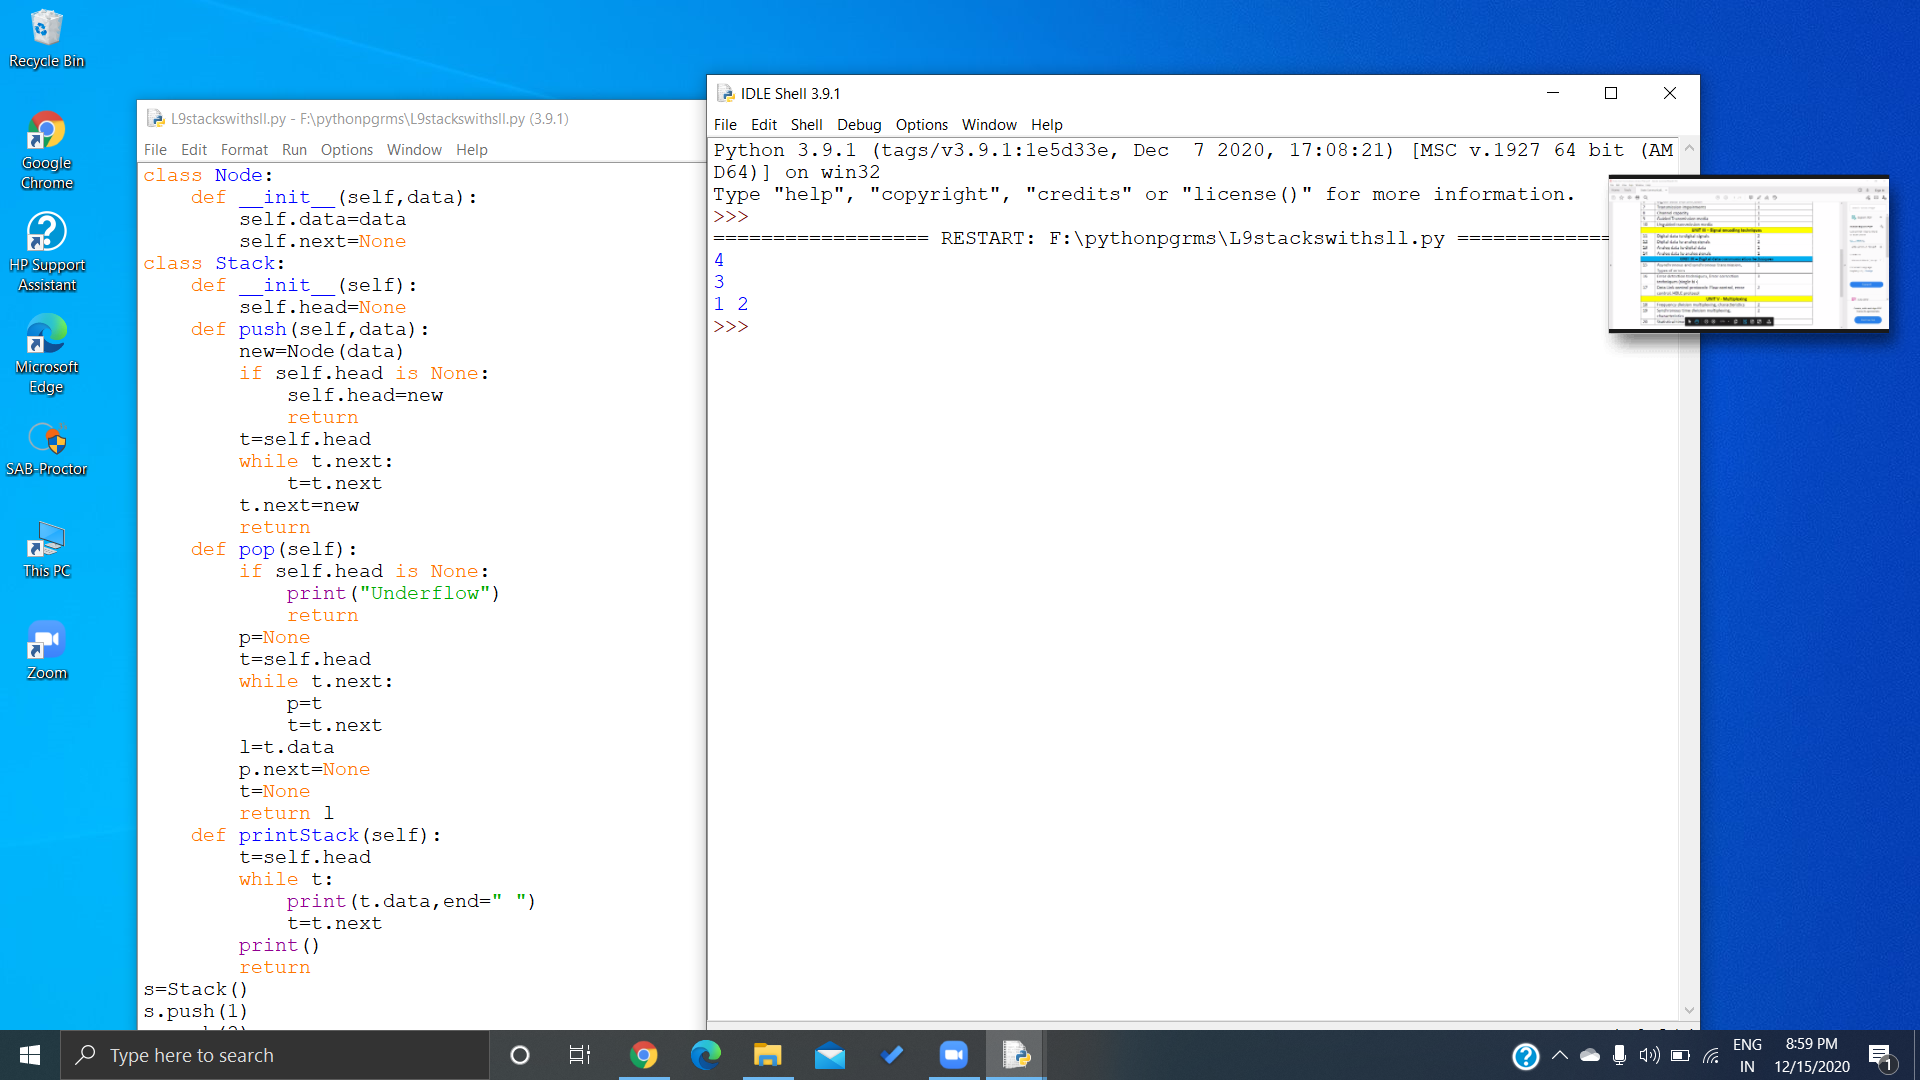 Recycle Bin
Google
Chrome
HP Support
Assistant
Microsoft
Edge
SAB-Proctor
This PC
Zoom
L9stackswithsll.py - F:\pythonpgrms\L9stackswithsll.py (3.9.1)
File Edit Format Run Options Window Help
class Node:
    def __init__(self,data):
        self.data=data
        self.next=None
class Stack:
    def __init__(self):
        self.head=None
    def push(self,data):
        new=Node(data)
        if self.head is None:
            self.head=new
            return
        t=self.head
        while t.next:
            t=t.next
        t.next=new
        return
    def pop(self):
        if self.head is None:
            print("Underflow")
            return
        p=None
        t=self.head
        while t.next:
            p=t
            t=t.next
        l=t.data
        p.next=None
        t=None
        return l
    def printStack(self):
        t=self.head
        while t:
            print(t.data,end=" ")
            t=t.next
        print()
        return
s=Stack()
s.push(1)
IDLE Shell 3.9.1
File Edit Shell Debug Options Window Help
Python 3.9.1 (tags/v3.9.1:1e5d33e, Dec  7 2020, 17:08:21) [MSC v.1927 64 bit (AM
D64)] on win32
Type "help", "copyright", "credits" or "license()" for more information.
>>>
================== RESTART: F:\pythonpgrms\L9stackswithsll.py =============
4
3
1 2
>>>
UNIT V - Multiplexing
Type here to search
ENG
IN
8:59 PM
12/15/2020
1